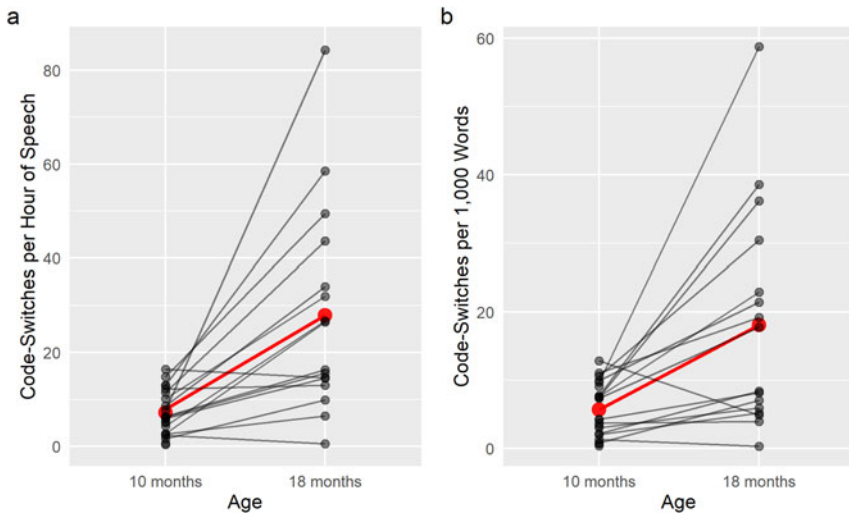 a
Code-Switches per Hour of Speech
80
60
40
20
0
10 months
18 months
Age
b
Code-Switches per 1,000 Words
60
40
20
0
10 months
18 months
Age